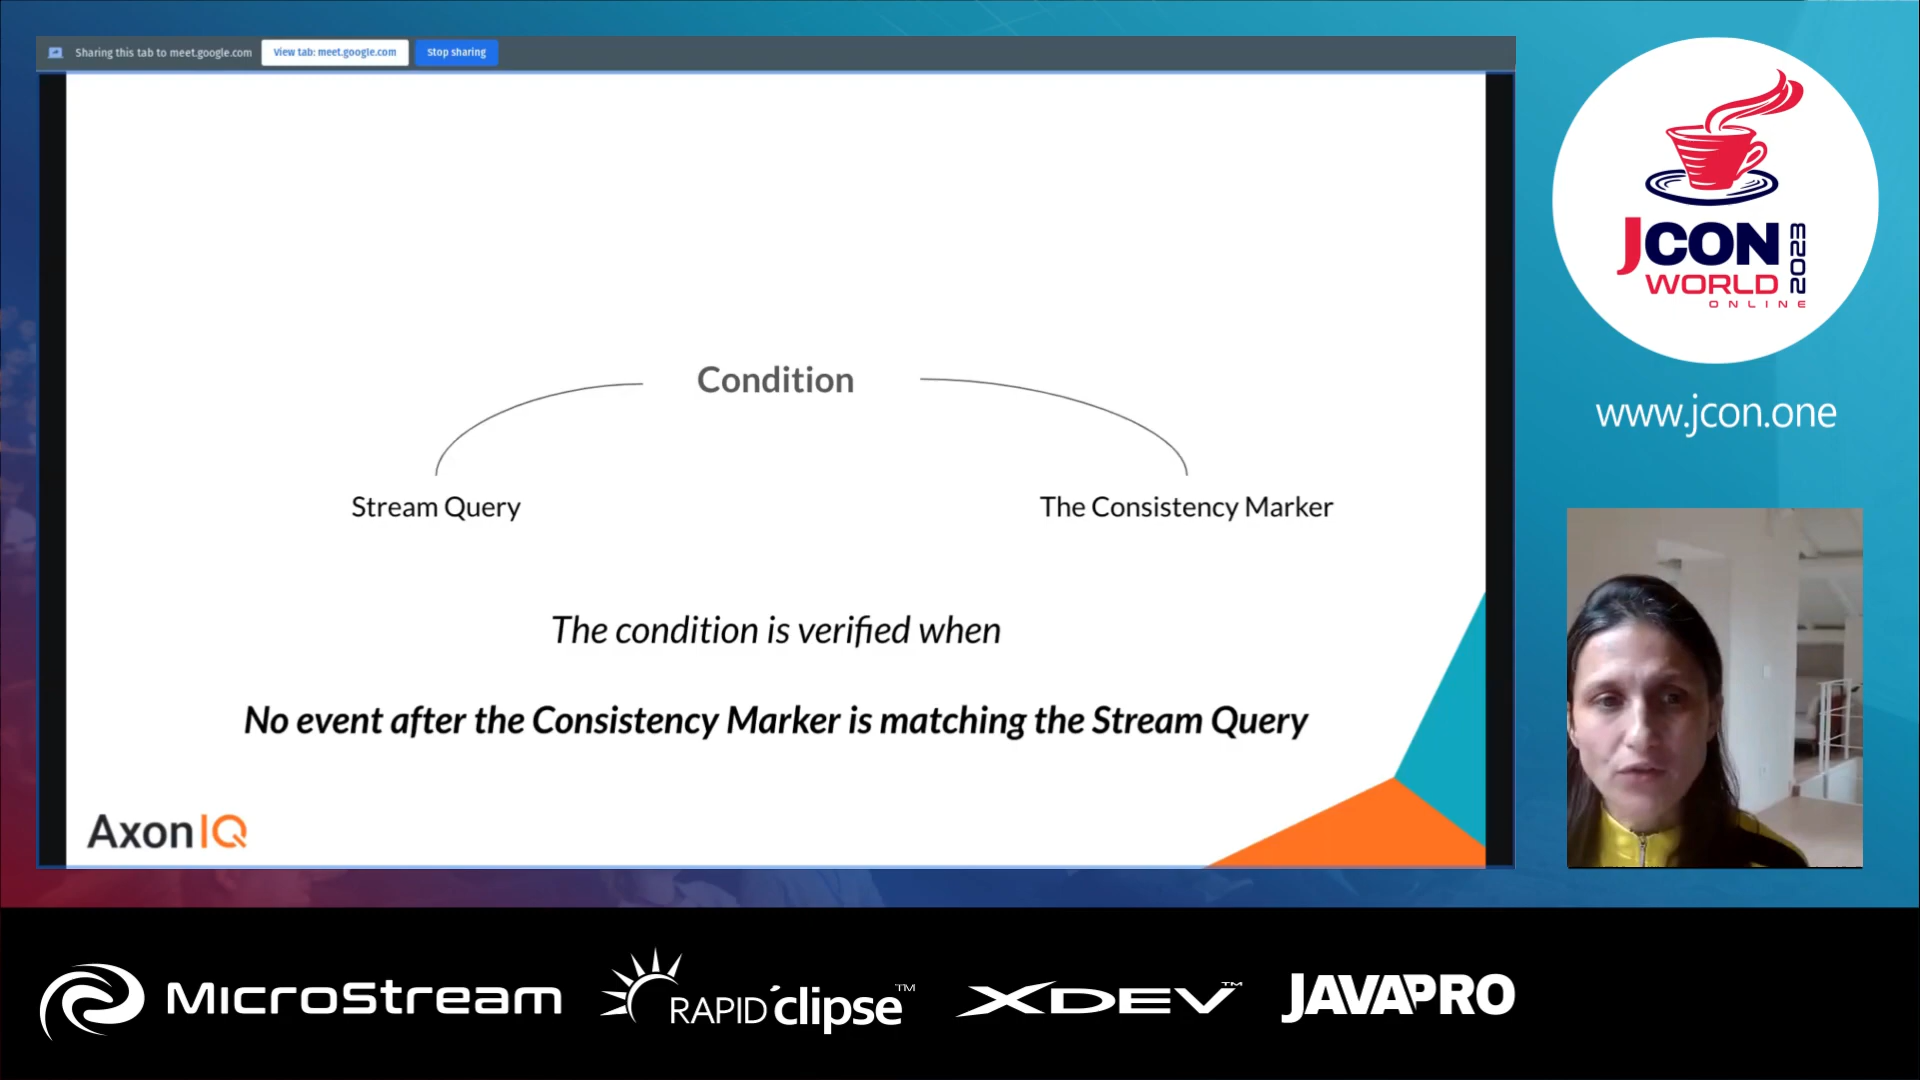 Sharing this tab to meet.google.com
View tab: meet.google.com
Stop sharing
Condition
Stream Query
The Consistency Marker
The condition is verified when
No event after the Consistency Marker is matching the Stream Query
AxonIQ
JCON
WORLD
ONLINE
2023
www.jcon.one
MicroStream
RAPID'clipse™
XDEV™
JAVAPRO